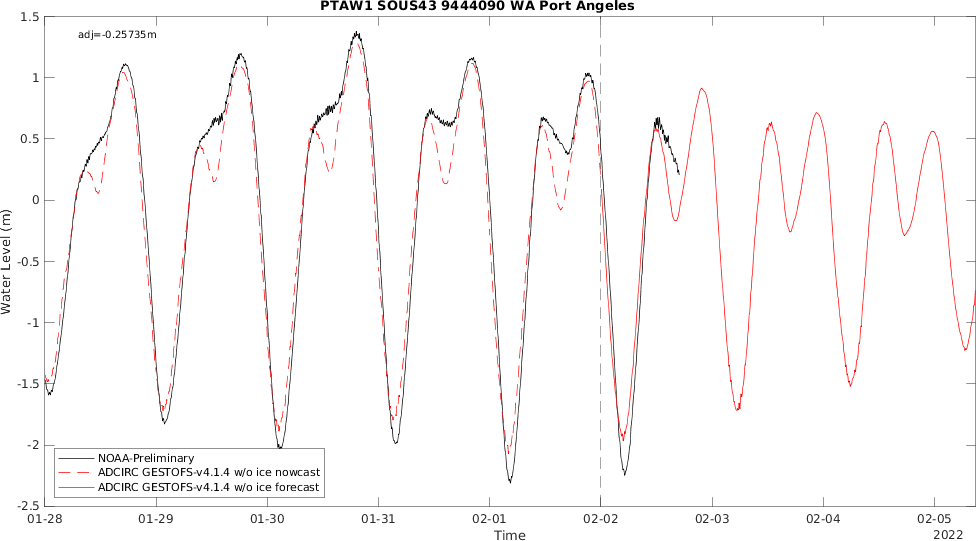 PTAW1 SOUS43 9444090 WA Port Angeles
adj=-0.25735m
1.5
1
0.5
0
-0.5
-1
-1.5
-2
-2.5
Water Level (m)
NOAA-Preliminary
ADCIRC GESTOFS-v4.1.4 w/o ice nowcast
ADCIRC GESTOFS-v4.1.4 w/o ice forecast
01-28 01-29 01-30 01-31 02-01 02-02 02-03 02-04 02-05
Time
2022